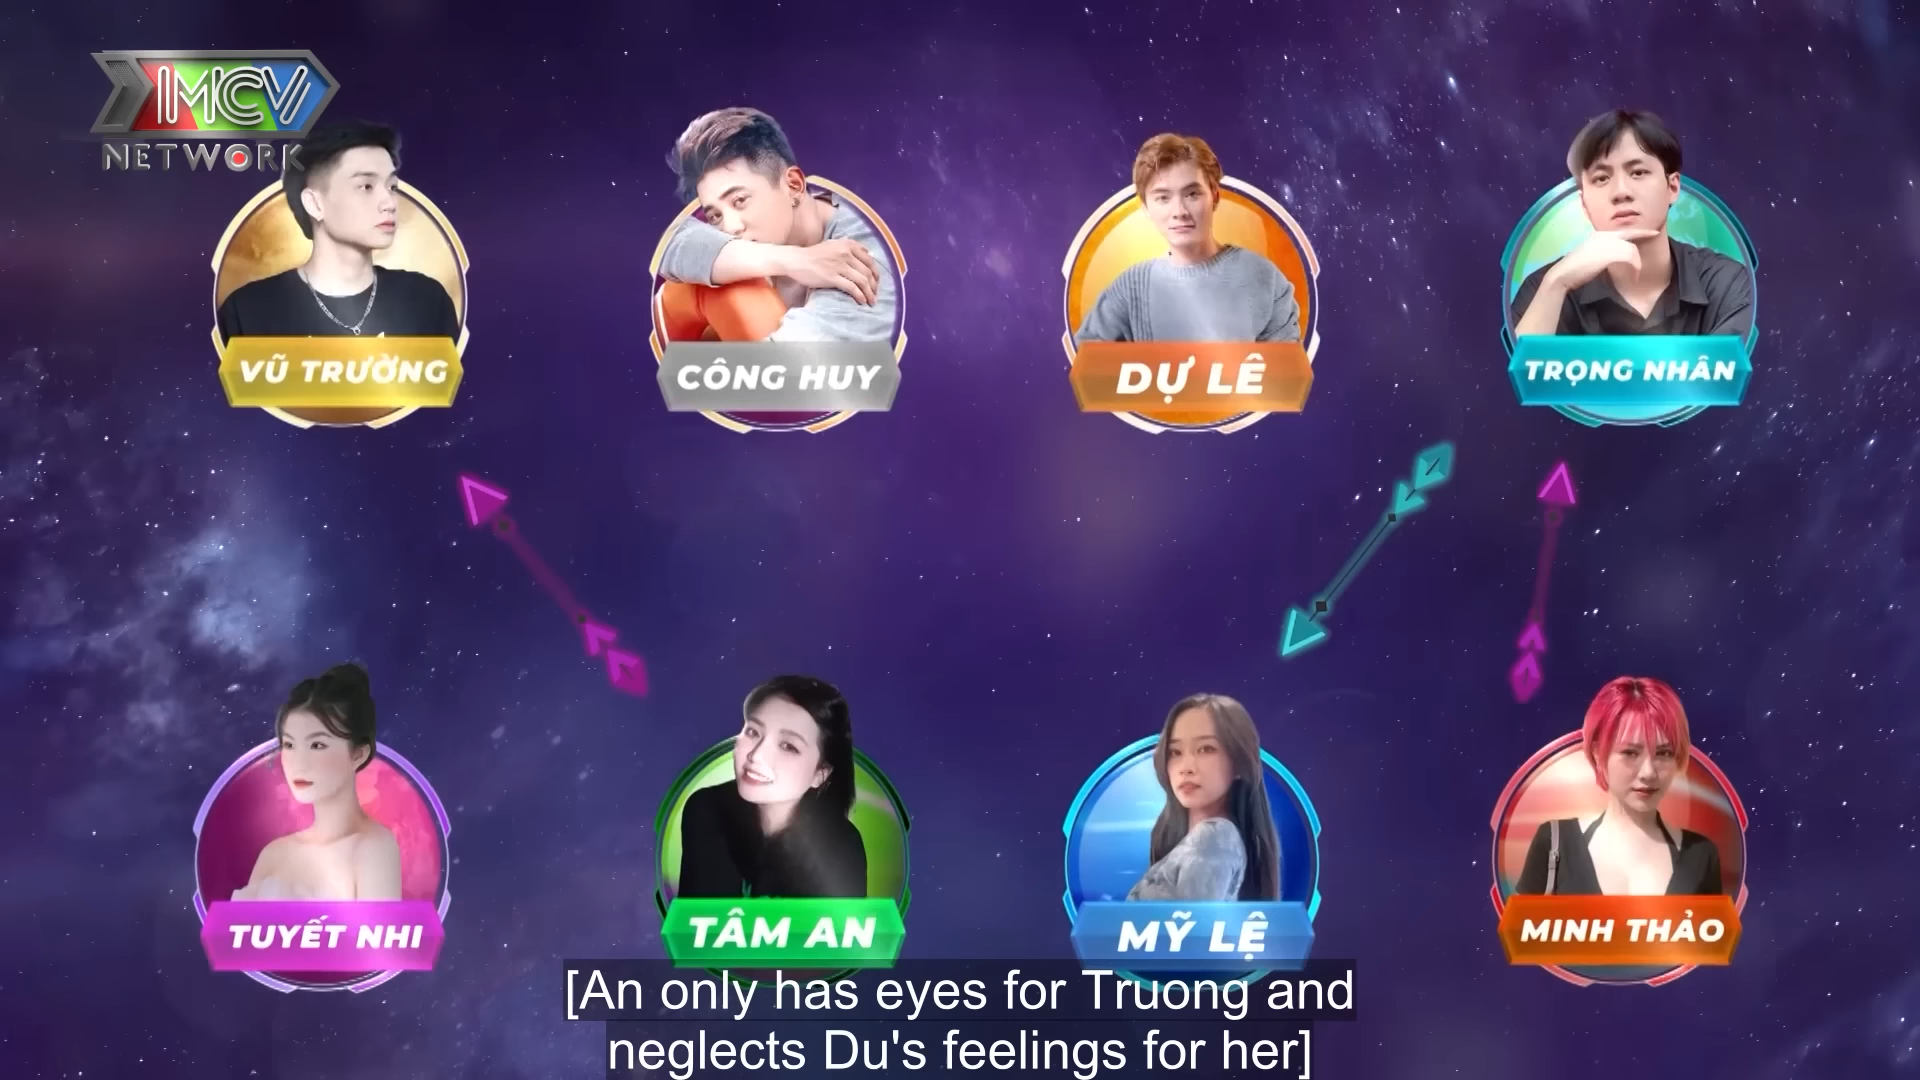 MCV
NETWORK
VŨ TRƯỜNG
CÔNG HUY
DỰ LÊ
TRỌNG NHÂN
TUYẾT NHI
TÂM AN
MỸ LỆ
MINH THẢO
[An only has eyes for Truong and
neglects Du's feelings for her]